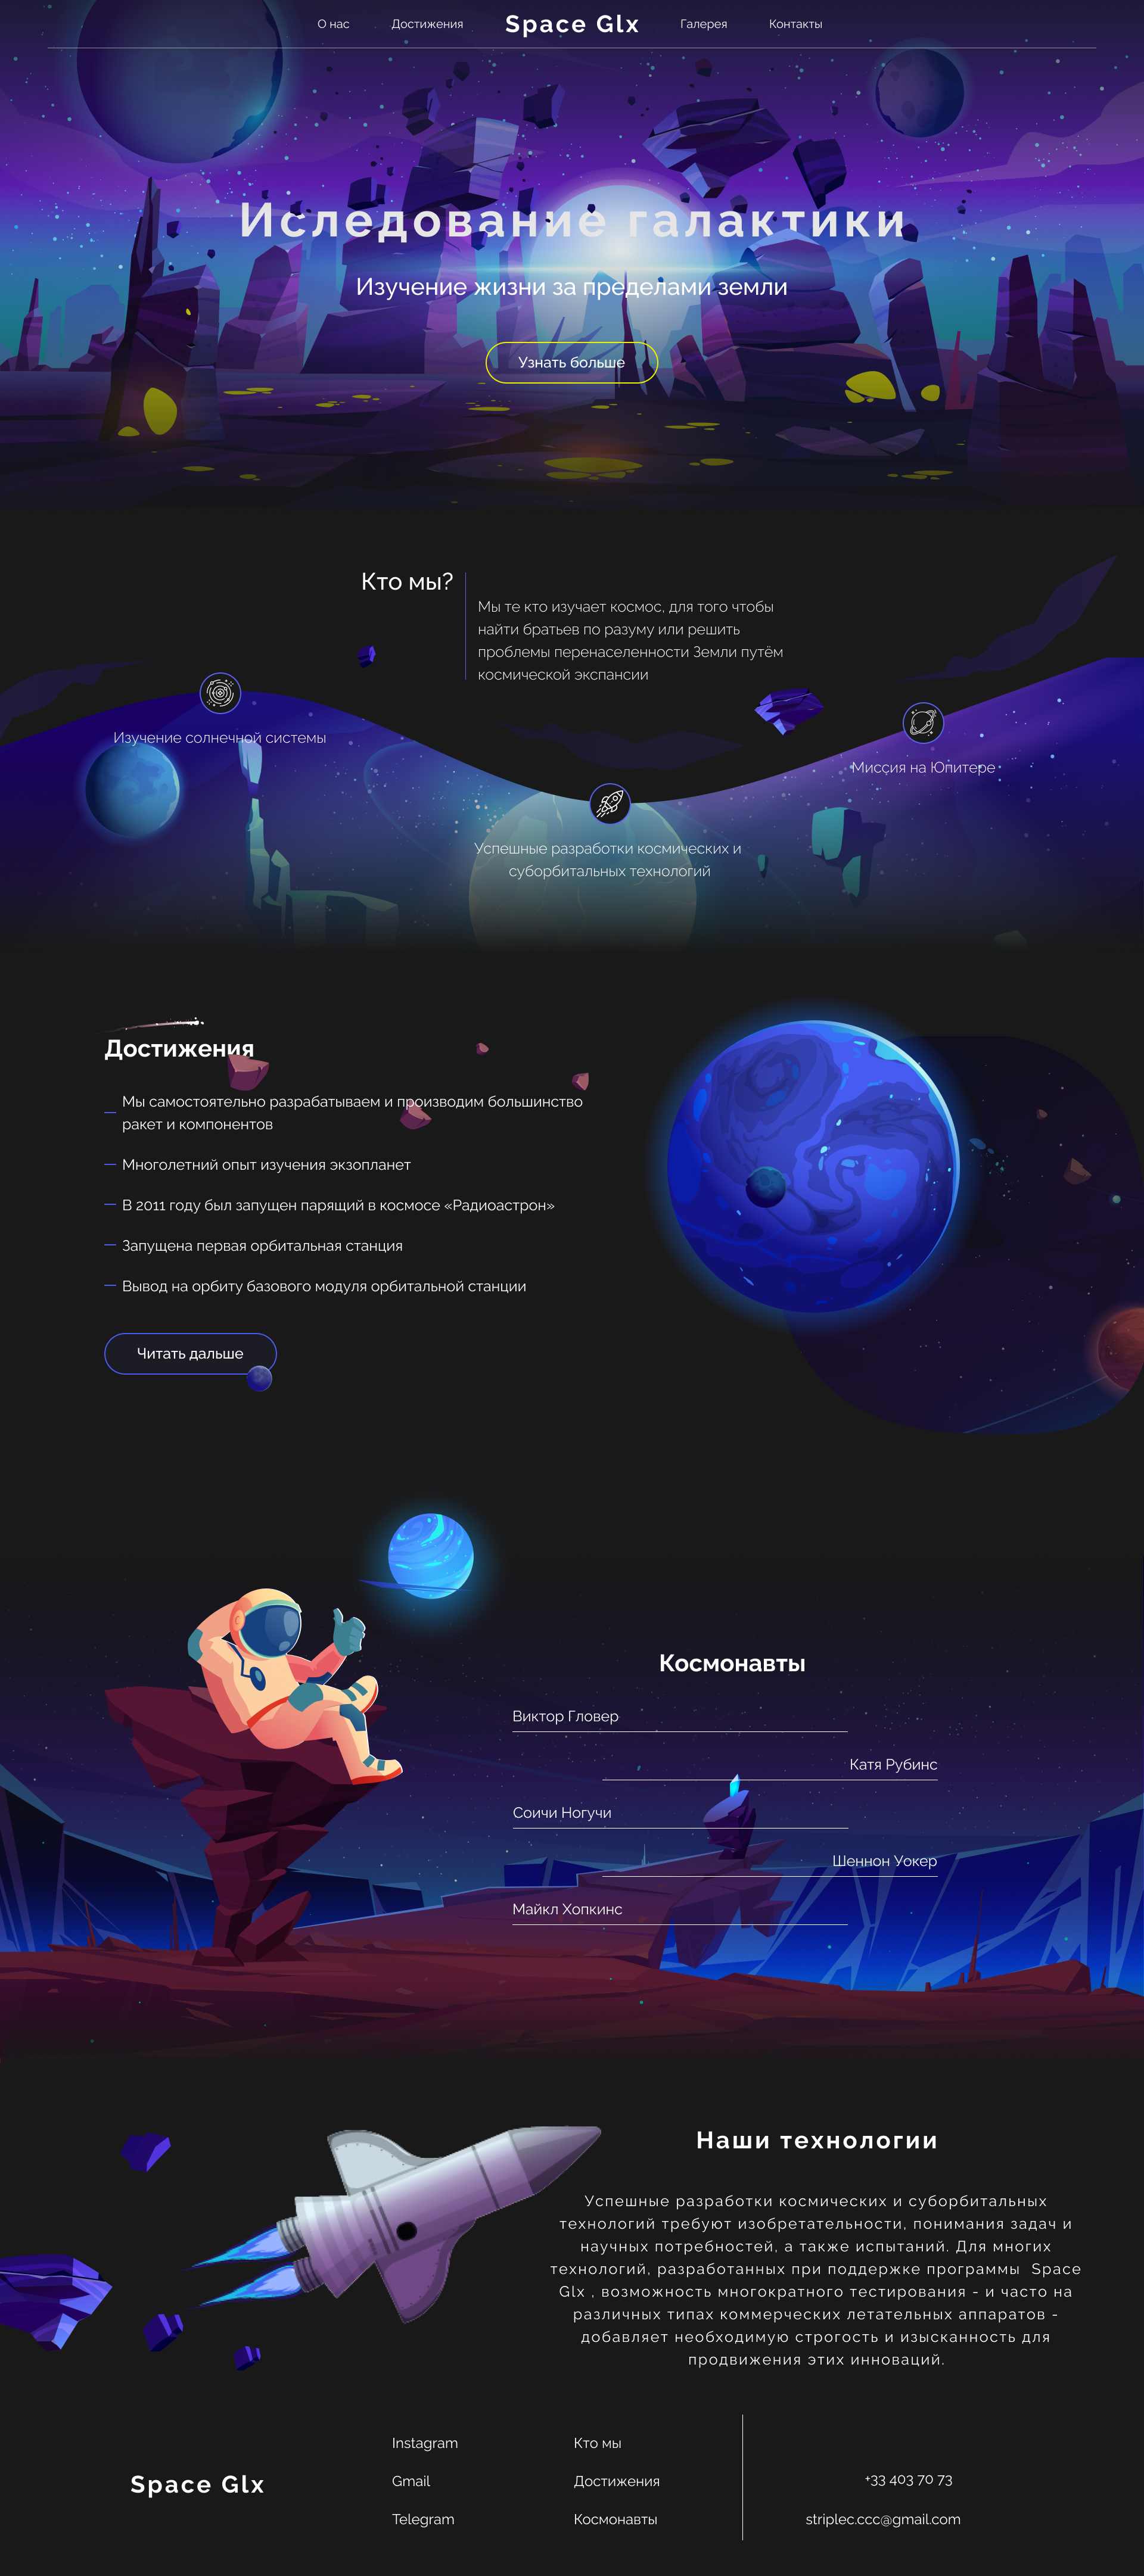 О нас
Достижения
Space Glx
Галерея
Контакты
Иследование галактики
Изучение жизни за пределами земли
Узнать больше
Кто мы?
Мы те кто изучает космос, для того чтобы
найти братьев по разуму или решить
проблемы перенаселенности Земли путём
космической экспансии
Изучение солнечной системы
Миссия на Юпитере
Успешные разработки космических и
суборбитальных технологий
Достижения
Мы самостоятельно разрабатываем и производим большинство
ракет и компонентов
Многолетний опыт изучения экзопланет
В 2011 году был запущен парящий в космосе «Радиоастрон»
Запущена первая орбитальная станция
Вывод на орбиту базового модуля орбитальной станции
Читать дальше
Космонавты
Виктор Гловер
Катя Рубинс
Соичи Ногучи
Шеннон Уокер
Майкл Хопкинс
Наши технологии
Успешные разработки космических и суборбитальных
технологий требуют изобретательности, понимания задач и
научных потребностей, а также испытаний. Для многих
технологий, разработанных при поддержке программы Space
Glx , возможность многократного тестирования - и часто на
различных типах коммерческих летательных аппаратов -
добавляет необходимую строгость и изысканность для
продвижения этих инноваций.
Space Glx
Instagram
Gmail
Telegram
Кто мы
Достижения
Космонавты
+33 403 70 73
striplec.ccc@gmail.com